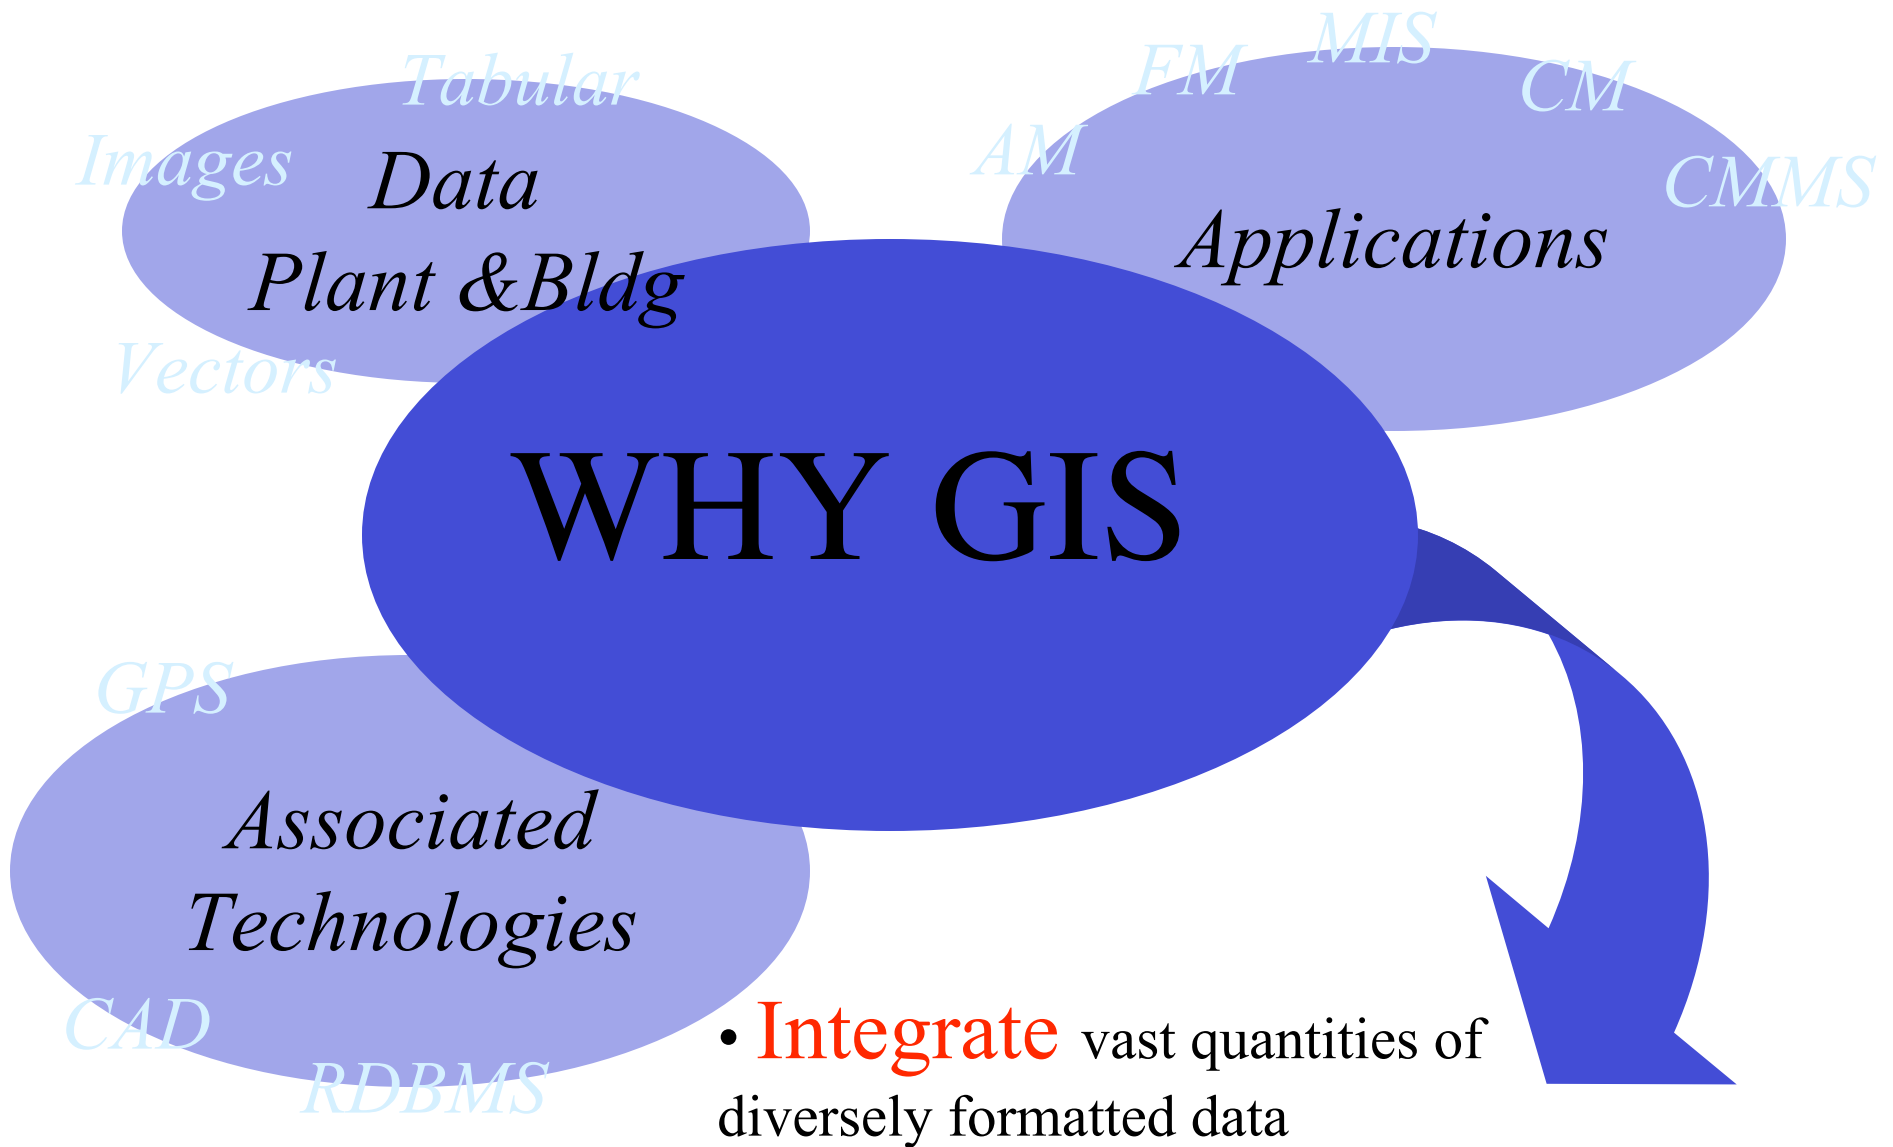 Tabular
Images
Data
Plant &Bldg
Vectors
FM
MIS
CM
AM
CMMS
Applications
WHY GIS
GPS
Associated
Technologies
CAD
RDBMS
• Integrate vast quantities of
diversely formatted data